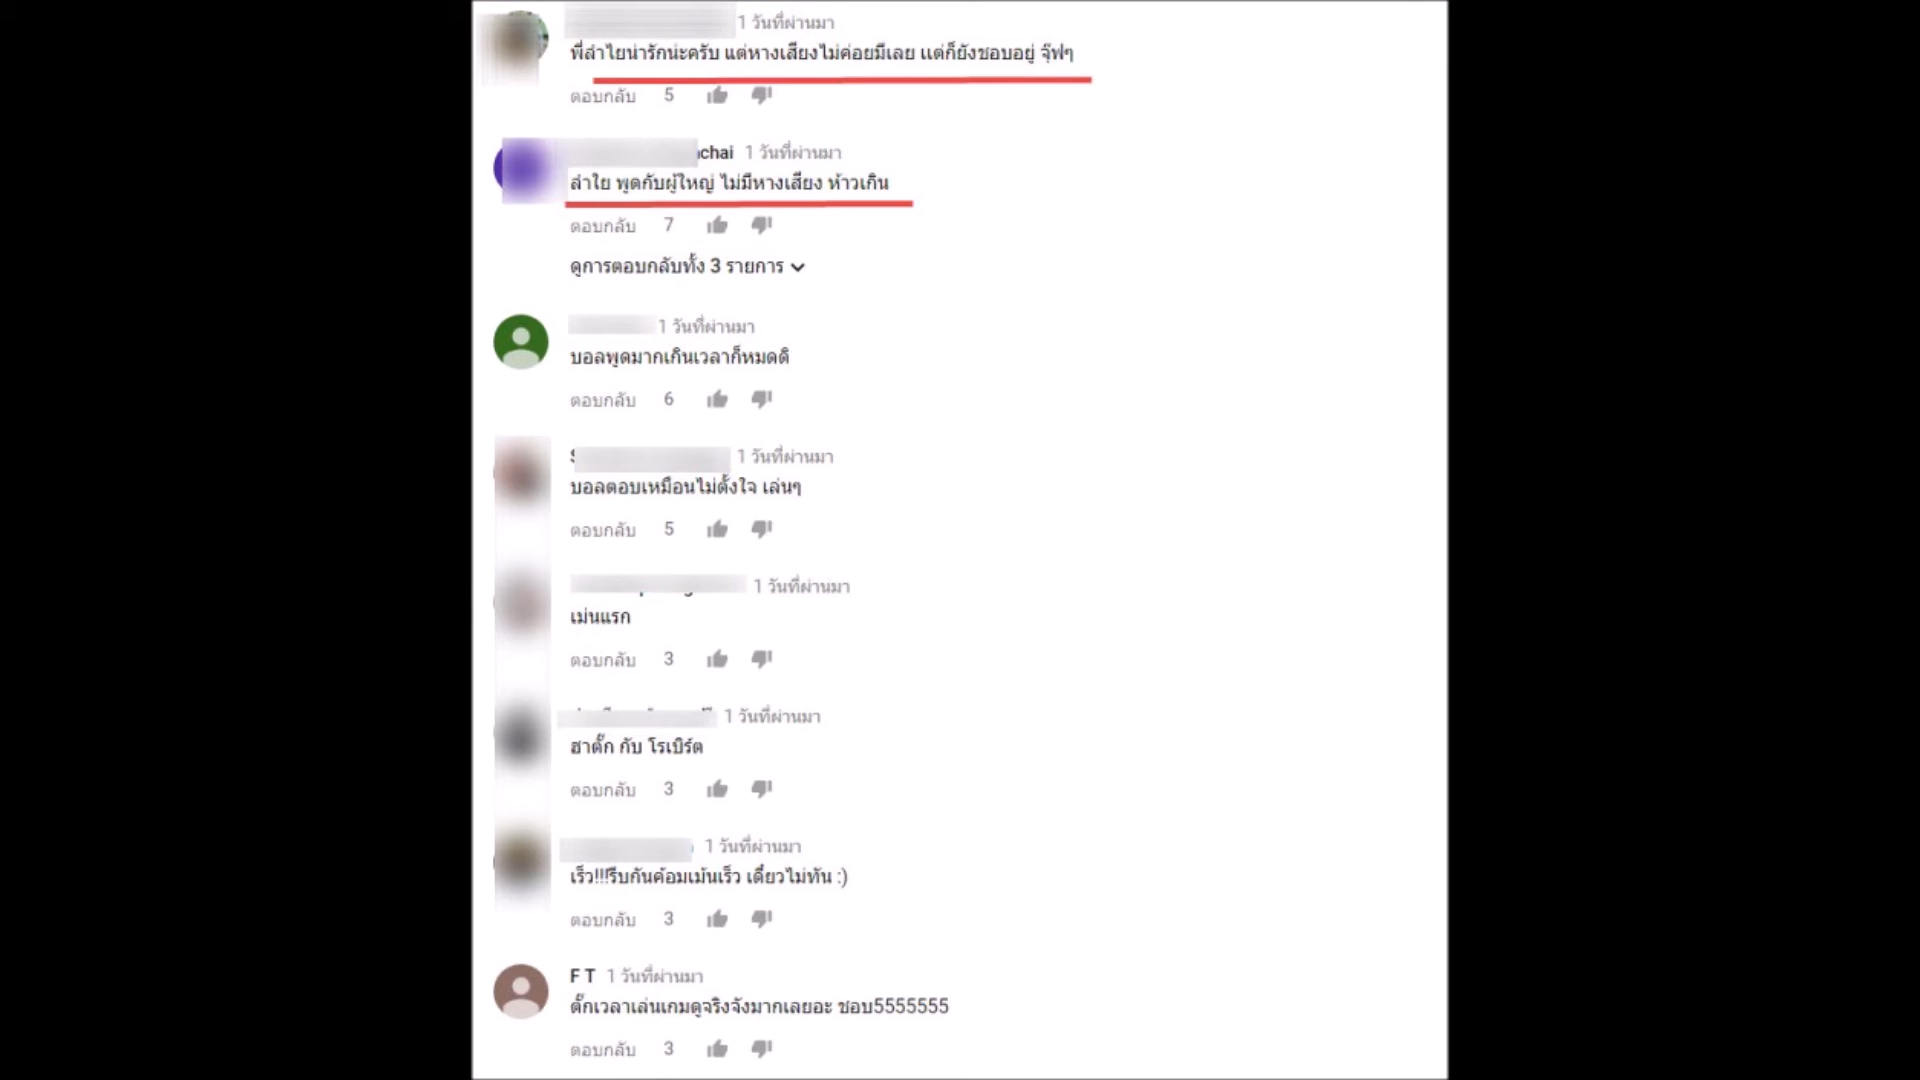 1 วันที่ผ่านมา
พี่ลำไยน่ารักน่ะครับ แต่หางเสียงไม่ค่อยมีเลย แต่ก็ยังชอบอยู่ จุ๊ฟๆ
ตอบกลับ 5
chai 1 วันที่ผ่านมา
ลำใย พูดกับผู้ใหญ่ ไม่มีหางเสียง ห้าวเกิน
ตอบกลับ 7
ดูการตอบกลับทั้ง 3 รายการ
1 วันที่ผ่านมา
บอลพูดมากเกินเวลาก็หมดดิ
ตอบกลับ 6
1 วันที่ผ่านมา
บอลตอบเหมือนไม่ตั้งใจ เล่นๆ
ตอบกลับ 5
1 วันที่ผ่านมา
เม่นแรก
ตอบกลับ 3
1 วันที่ผ่านมา
ฮาตั๊ก กับ โรเบิร์ต
ตอบกลับ 3
1 วันที่ผ่านมา
เร็ว!!!รีบกันค้อมเม้นเร็ว เดี๋ยวไม่ทัน :)
ตอบกลับ 3
F T 1 วันที่ผ่านมา
ตั๊กเวลาเล่นเกมดูจริงจังมากเลยอะ ชอบ5555555
ตอบกลับ 3